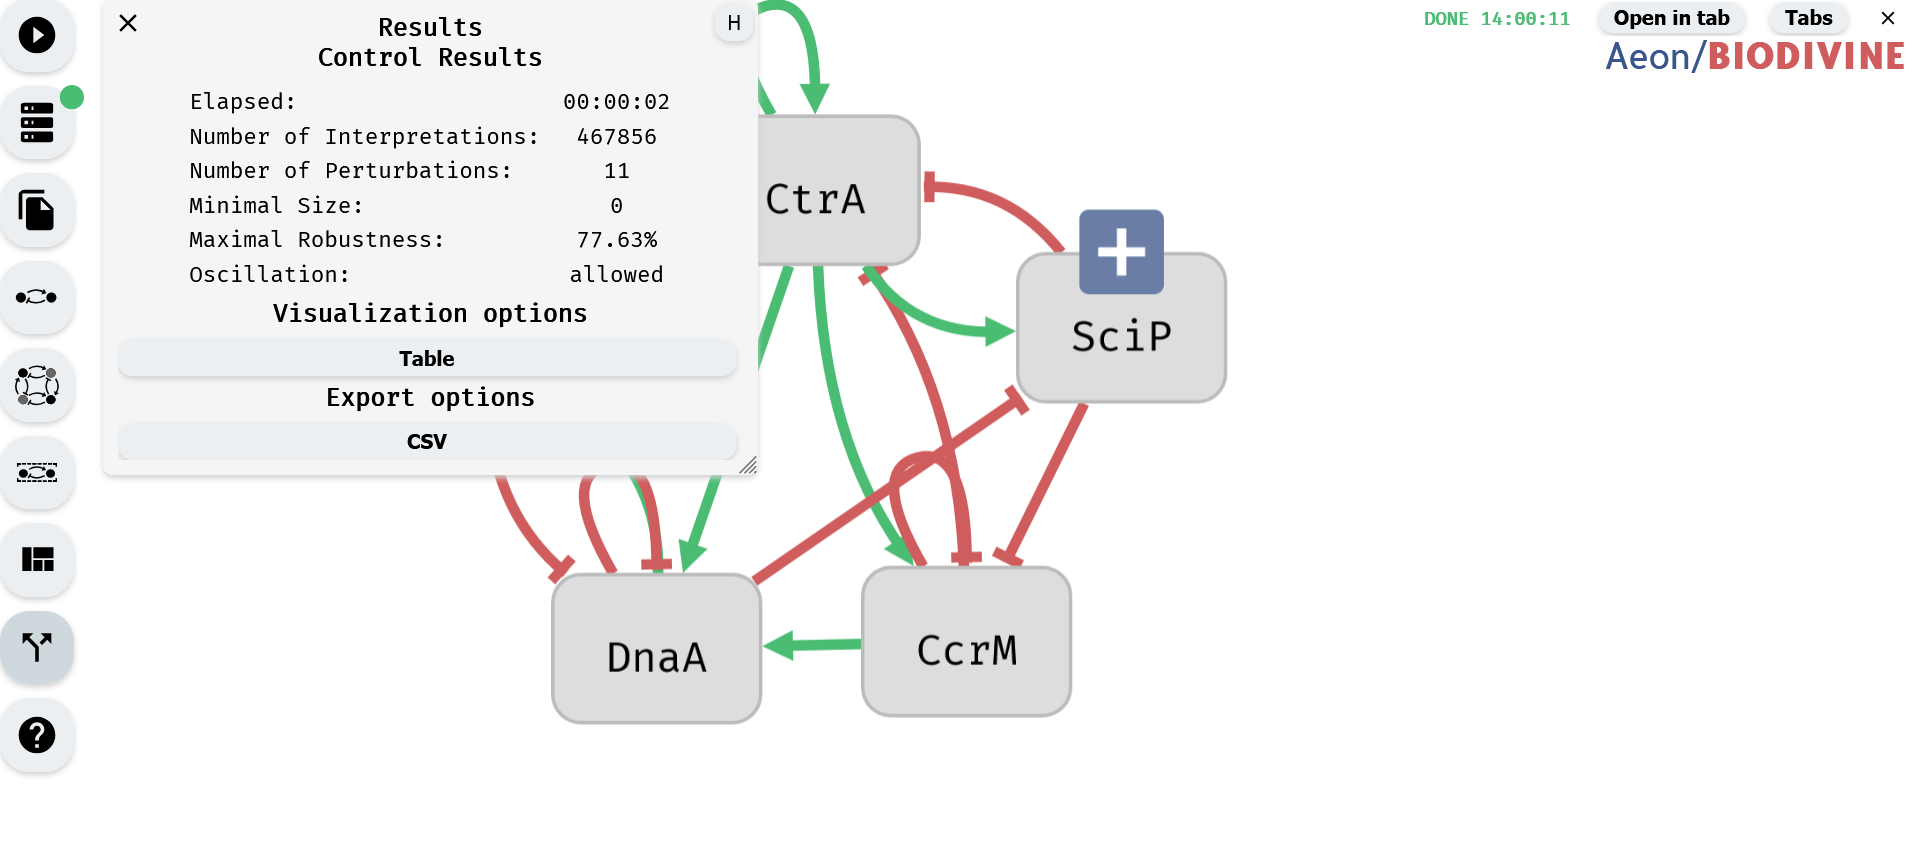 Results
H
Control Results
Elapsed: 00:00:02
Number of Interpretations: 467856
Number of Perturbations: 11
Minimal Size: 0
Maximal Robustness: 77.63%
Oscillation: allowed
Visualization options
Table
Export options
CSV
DONE 14:00:11
Open in tab
Tabs
Aeon/BIODIVINE
CtrA
SciP
DnaA
CcrM